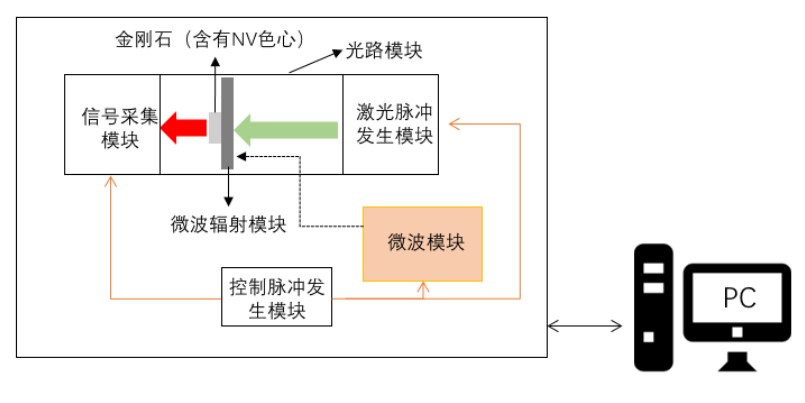 金刚石（含有NV色心）
光路模块
信号采集
模块
激光脉冲
发生模块
微波辐射模块
微波模块
控制脉冲发
生模块
PC